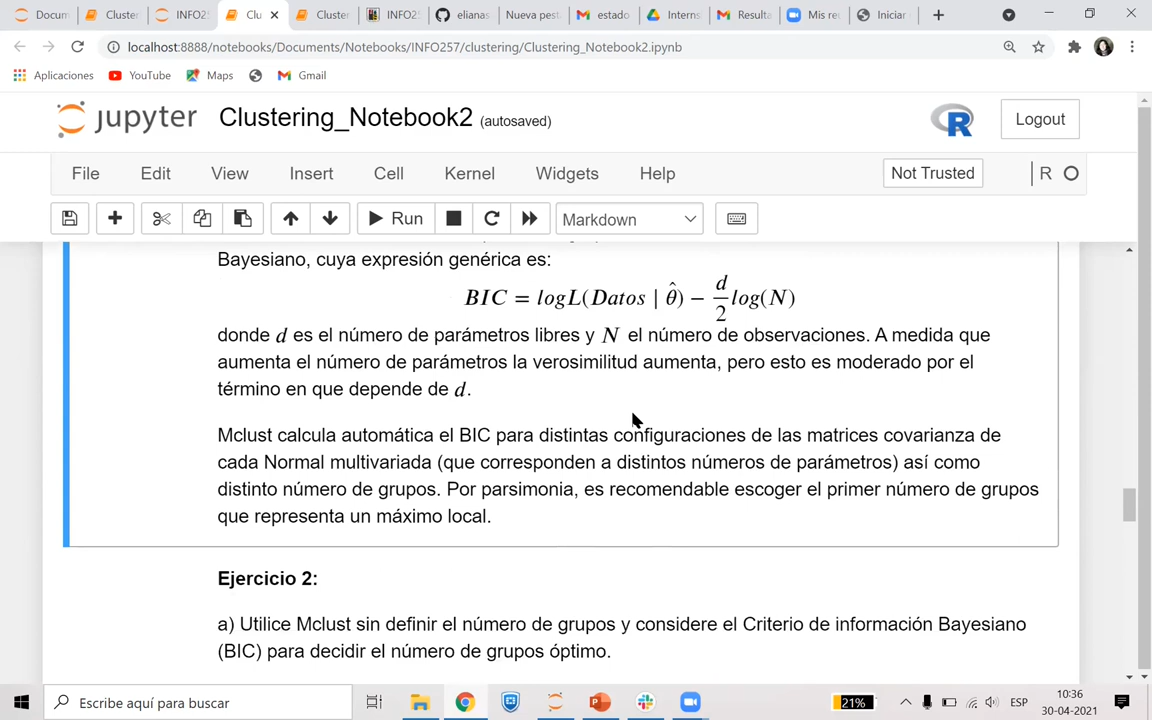 Docum
Cluster
INFO25
Clu
Cluster
INFO2
elianas
Nueva pest
estado
Interns
Resulta
Mis re
Iniciar
localhost:8888/notebooks/Documents/Notebooks/INFO257/clustering/Clustering_Notebook2.ipynb
Aplicaciones
YouTube
Maps
Gmail
jupyter
Clustering_Notebook2 (autosaved)
R
Logout
File
Edit
View
Insert
Cell
Kernel
Widgets
Help
Not Trusted
R
Run
Markdown
Bayesiano, cuya expresión genérica es:
BIC = logL(Datos | θ̂) − d/2 log(N)
donde d es el número de parámetros libres y N el número de observaciones. A medida que
aumenta el número de parámetros la verosimilitud aumenta, pero esto es moderado por el
término en que depende de d.
Mclust calcula automática el BIC para distintas configuraciones de las matrices covarianza de
cada Normal multivariada (que corresponden a distintos números de parámetros) así como
distinto número de grupos. Por parsimonia, es recomendable escoger el primer número de grupos
que representa un máximo local.
Ejercicio 2:
a) Utilice Mclust sin definir el número de grupos y considere el Criterio de información Bayesiano
(BIC) para decidir el número de grupos óptimo.
Escribe aquí para buscar
21%
ESP
10:36
30-04-2021